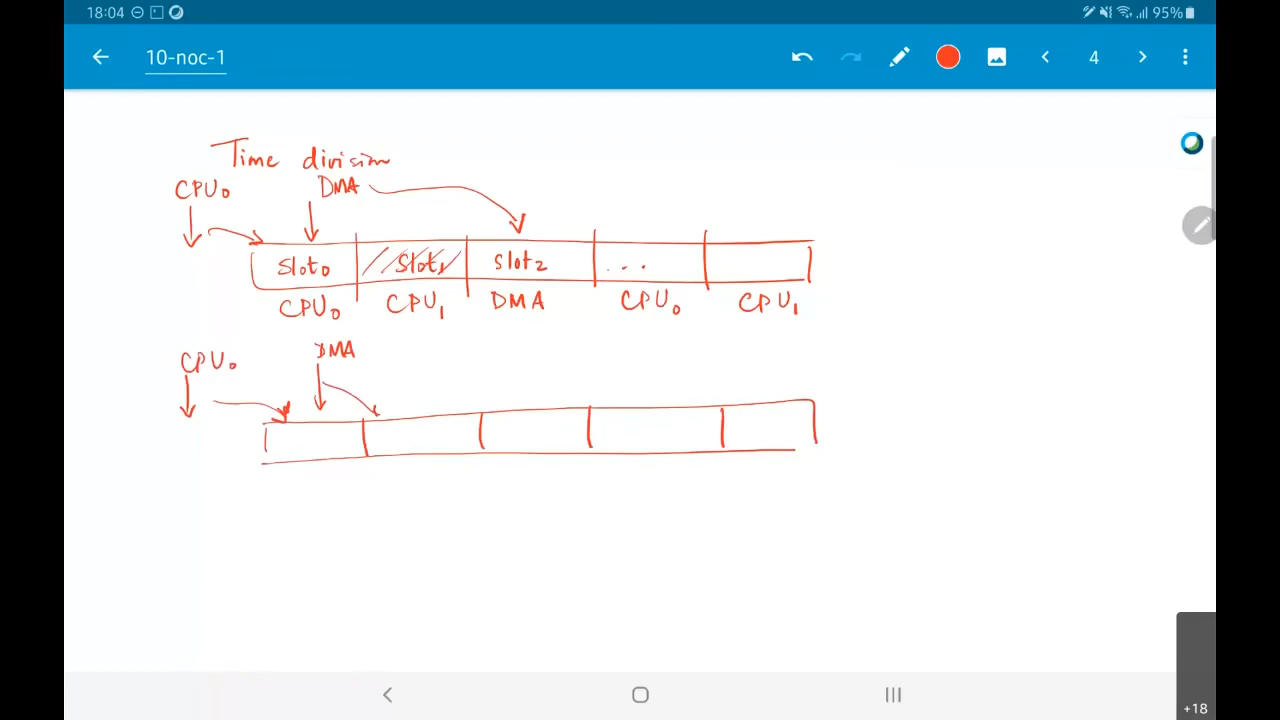 18:04 95%
10-noc-1 4
Time division
CPU0 DMA
slot0 slot1 slot2 ...
CPU0 CPU1 DMA CPU0 CPU1
CPU0 DMA
+18